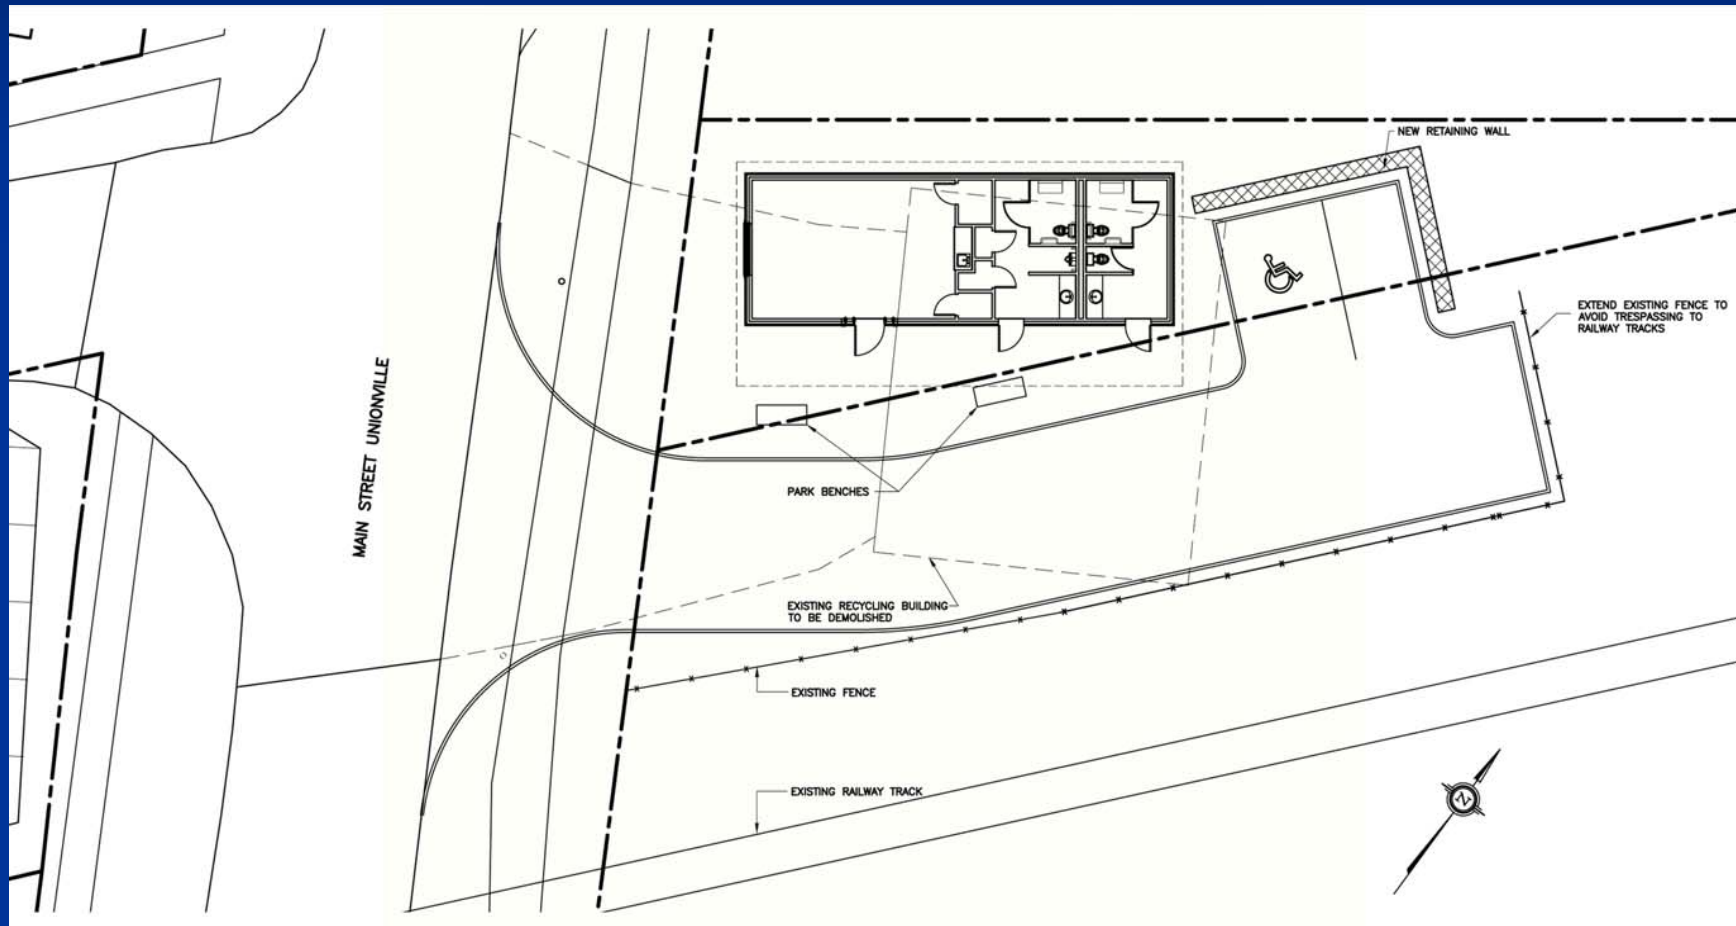 NEW RETAINING WALL
EXTEND EXISTING FENCE TO
AVOID TRESPASSING TO
RAILWAY TRACKS
MAIN STREET UNIONVILLE
PARK BENCHES
EXISTING RECYCLING BUILDING
TO BE DEMOLISHED
EXISTING FENCE
EXISTING RAILWAY TRACK
N